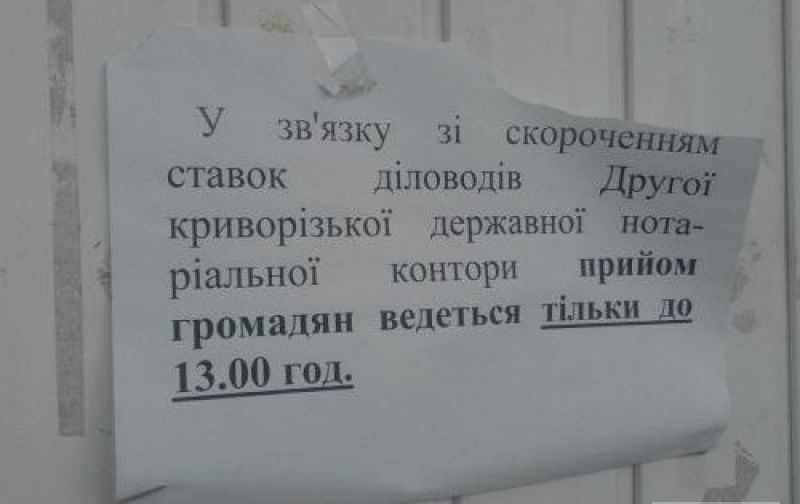 У зв'язку зі скороченням
ставок діловодів Другої
криворізької державної нота-
ріальної контори прийом
громадян ведеться тільки до
13.00 год.